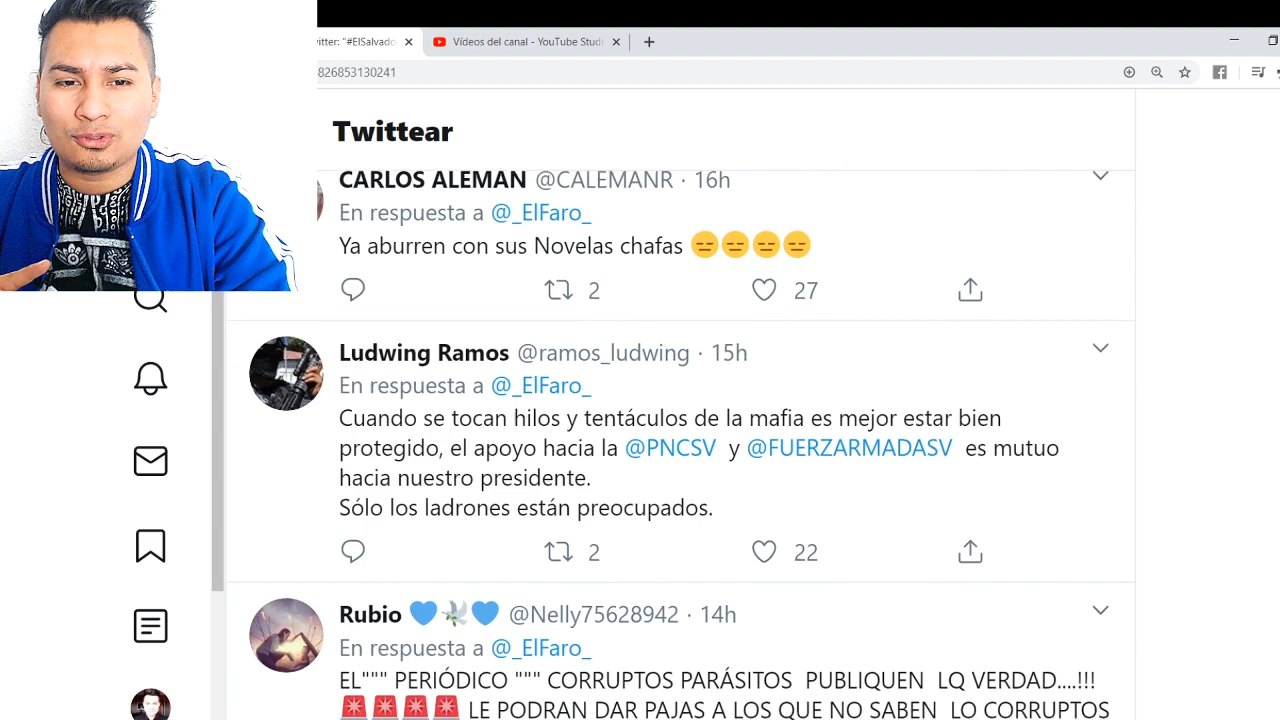 witter: "#ElSalvado
Vídeos del canal - YouTube Studi
826853130241
Twittear
CARLOS ALEMAN @CALEMANR · 16h
En respuesta a @_ElFaro_
Ya aburren con sus Novelas chafas 😑😑😑😑
2 27
Ludwing Ramos @ramos_ludwing · 15h
En respuesta a @_ElFaro_
Cuando se tocan hilos y tentáculos de la mafia es mejor estar bien
protegido, el apoyo hacia la @PNCSV y @FUERZARMADASV es mutuo
hacia nuestro presidente.
Sólo los ladrones están preocupados.
2 22
Rubio 💙🕊️💙 @Nelly75628942 · 14h
En respuesta a @_ElFaro_
EL""" PERIÓDICO """ CORRUPTOS PARÁSITOS PUBLIQUEN LQ VERDAD....!!!
🚨🚨🚨🚨 LE PODRAN DAR PAJAS A LOS QUE NO SABEN LO CORRUPTOS